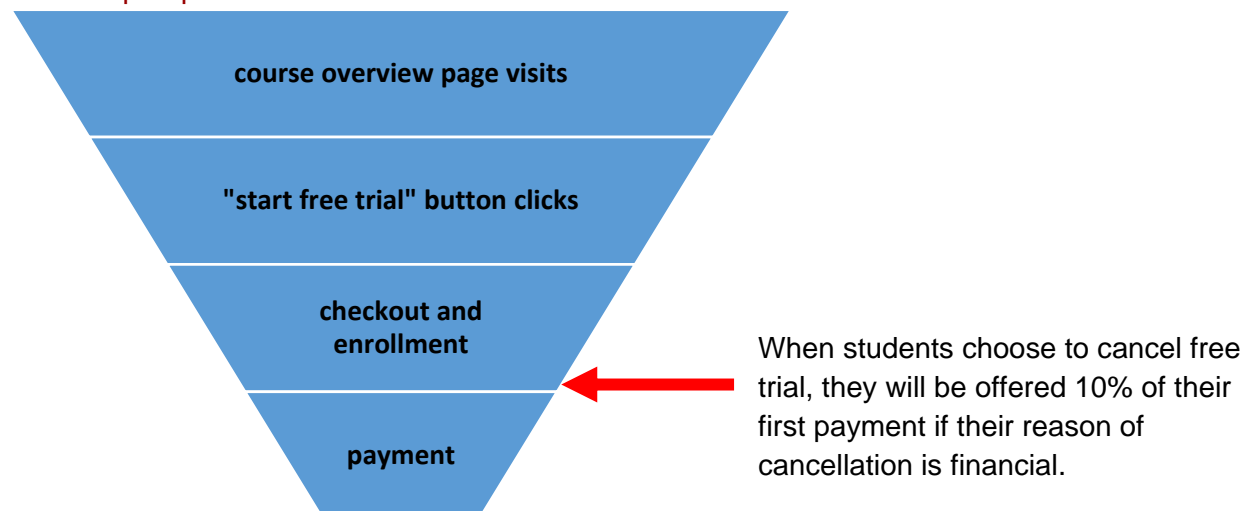 course overview page visits
"start free trial" button clicks
checkout and
enrollment
When students choose to cancel free
trial, they will be offered 10% of their
first payment if their reason of
cancellation is financial.
payment